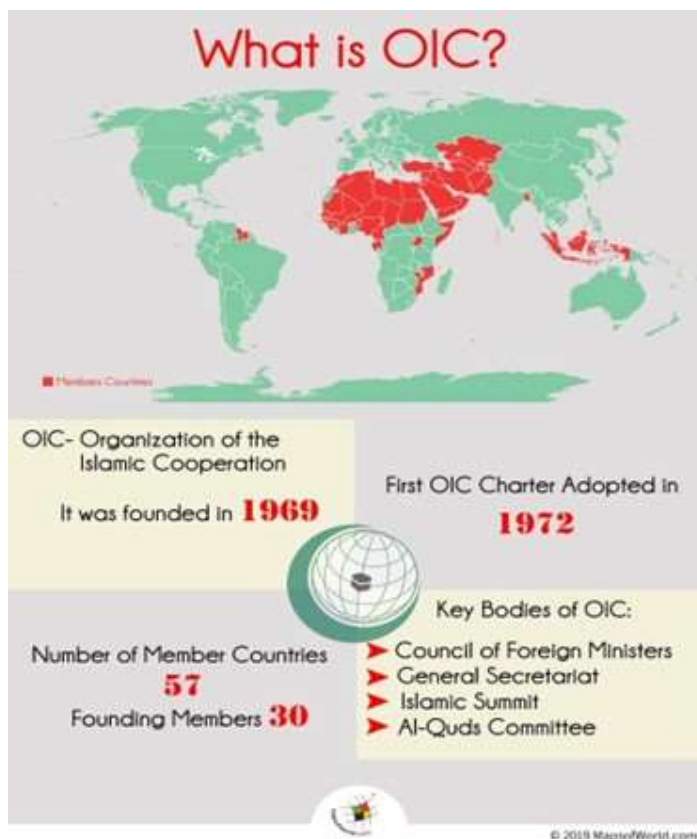 What is OIC?
Members Countries
OIC- Organization of the
Islamic Cooperation
It was founded in 1969
First OIC Charter Adopted in
1972
Number of Member Countries
57
Founding Members 30
Key Bodies of OIC:
Council of Foreign Ministers
General Secretariat
Islamic Summit
Al-Quds Committee
© 2019 MapsofWorld.com